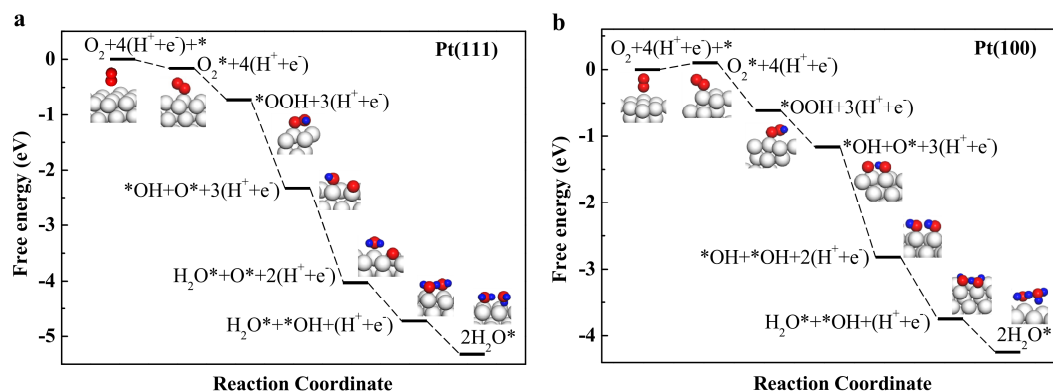 a
Pt(111)
O₂+4(H⁺+e⁻)+*
O₂*+4(H⁺+e⁻)
*OOH+3(H⁺+e⁻)
*OH+O*+3(H⁺+e⁻)
H₂O*+O*+2(H⁺+e⁻)
H₂O*+*OH+(H⁺+e⁻)
2H₂O*
0
-1
-2
-3
-4
-5
Free energy (eV)
Reaction Coordinate
b
Pt(100)
O₂+4(H⁺+e⁻)+*
O₂*+4(H⁺+e⁻)
*OOH+3(H⁺+e⁻)
*OH+O*+3(H⁺+e⁻)
*OH+*OH+2(H⁺+e⁻)
H₂O*+*OH+(H⁺+e⁻)
2H₂O*
0
-1
-2
-3
-4
Free energy (eV)
Reaction Coordinate